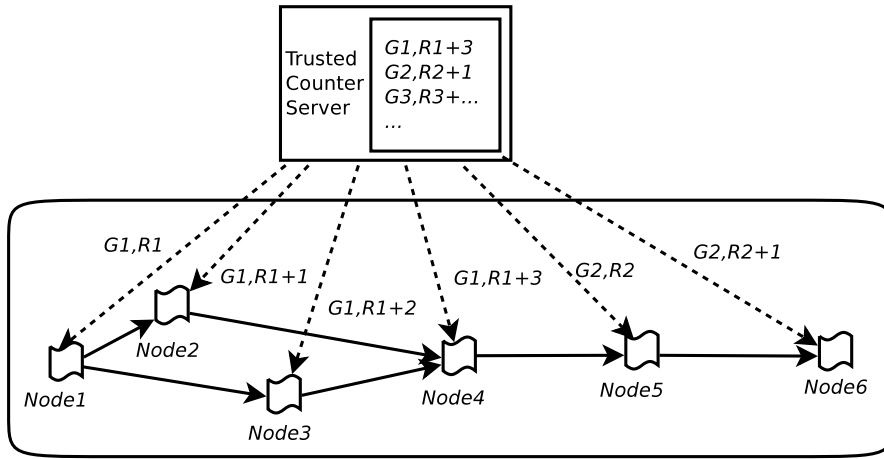 Trusted
Counter
Server
G1,R1+3
G2,R2+1
G3,R3+...
...
G1,R1
G1,R1+1
G1,R1+2
G1,R1+3
G2,R2
G2,R2+1
Node1
Node2
Node3
Node4
Node5
Node6